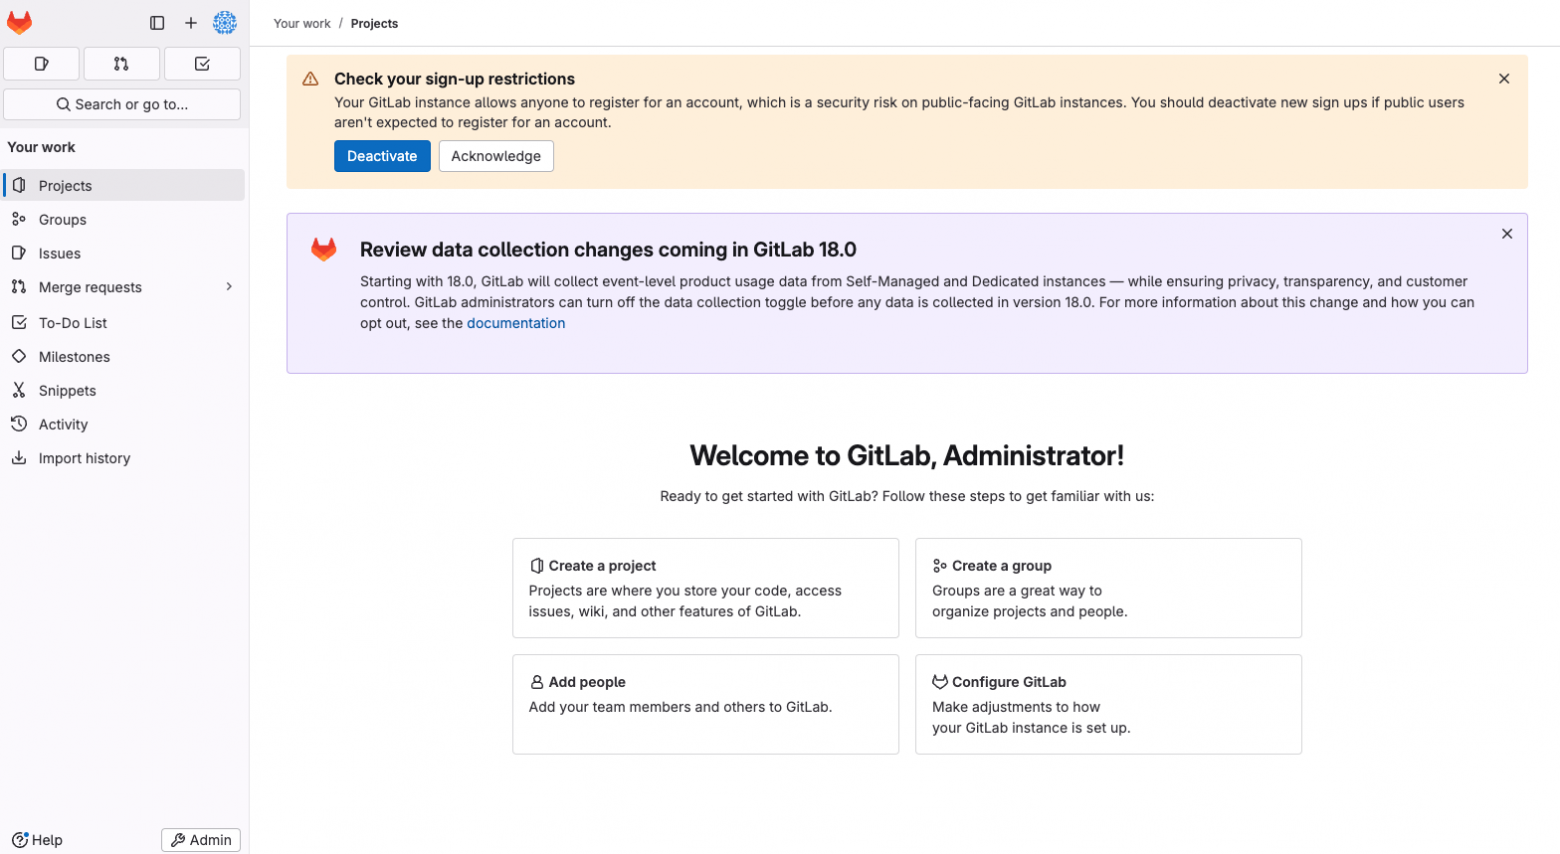 Your work / Projects
Search or go to...
Your work
Projects
Groups
Issues
Merge requests
To-Do List
Milestones
Snippets
Activity
Import history
Help
Admin
Check your sign-up restrictions
Your GitLab instance allows anyone to register for an account, which is a security risk on public-facing GitLab instances. You should deactivate new sign ups if public users
aren't expected to register for an account.
Deactivate
Acknowledge
Review data collection changes coming in GitLab 18.0
Starting with 18.0, GitLab will collect event-level product usage data from Self-Managed and Dedicated instances — while ensuring privacy, transparency, and customer
control. GitLab administrators can turn off the data collection toggle before any data is collected in version 18.0. For more information about this change and how you can
opt out, see the documentation
Welcome to GitLab, Administrator!
Ready to get started with GitLab? Follow these steps to get familiar with us:
Create a project
Projects are where you store your code, access
issues, wiki, and other features of GitLab.
Create a group
Groups are a great way to
organize projects and people.
Add people
Add your team members and others to GitLab.
Configure GitLab
Make adjustments to how
your GitLab instance is set up.